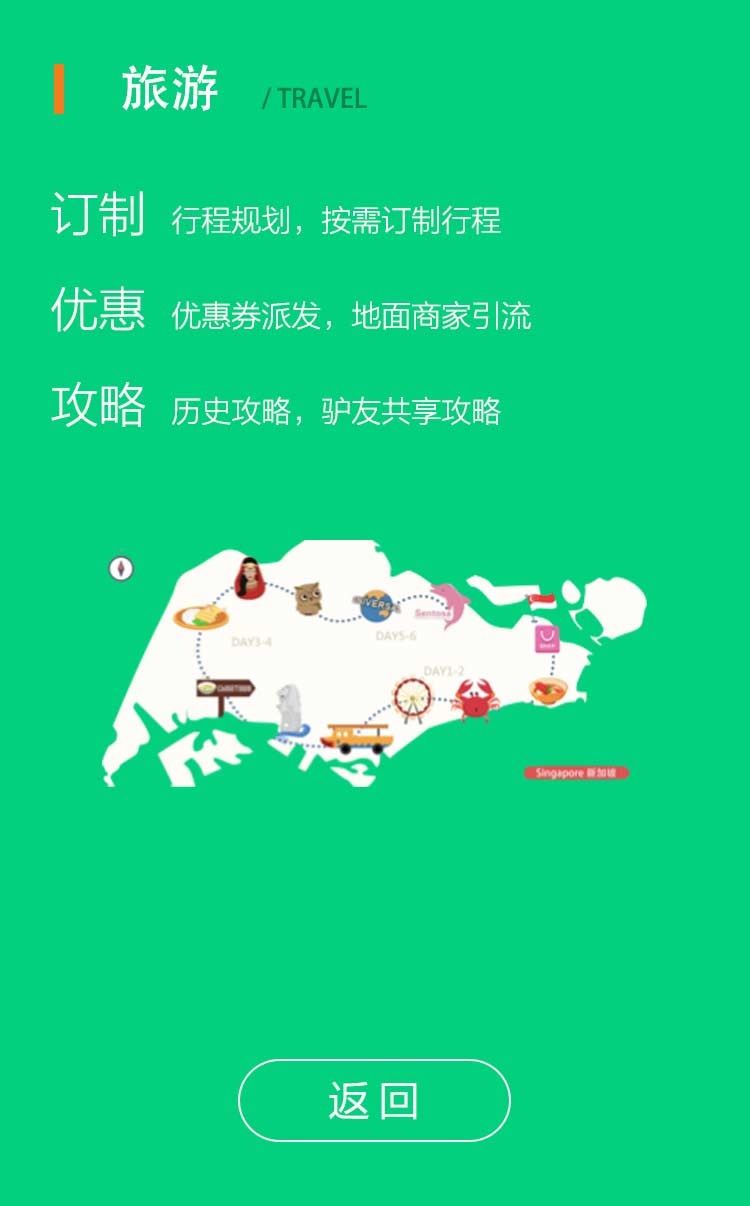 旅游 / TRAVEL
订制 行程规划，按需订制行程
优惠 优惠券派发，地面商家引流
攻略 历史攻略，驴友共享攻略
UNIVERSAL
Sentosa
DAY3-4
DAY5-6
SHOP
DAY1-2
Singapore 新加坡
返回